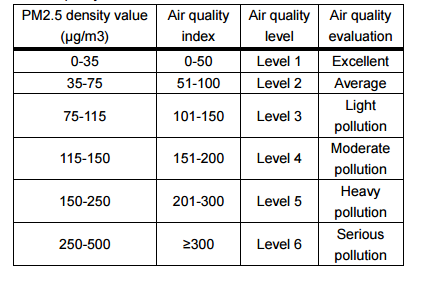 PM2.5 density value (μg/m3) Air quality index Air quality level Air quality evaluation
0-35 0-50 Level 1 Excellent
35-75 51-100 Level 2 Average
75-115 101-150 Level 3 Light pollution
115-150 151-200 Level 4 Moderate pollution
150-250 201-300 Level 5 Heavy pollution
250-500 ≥300 Level 6 Serious pollution